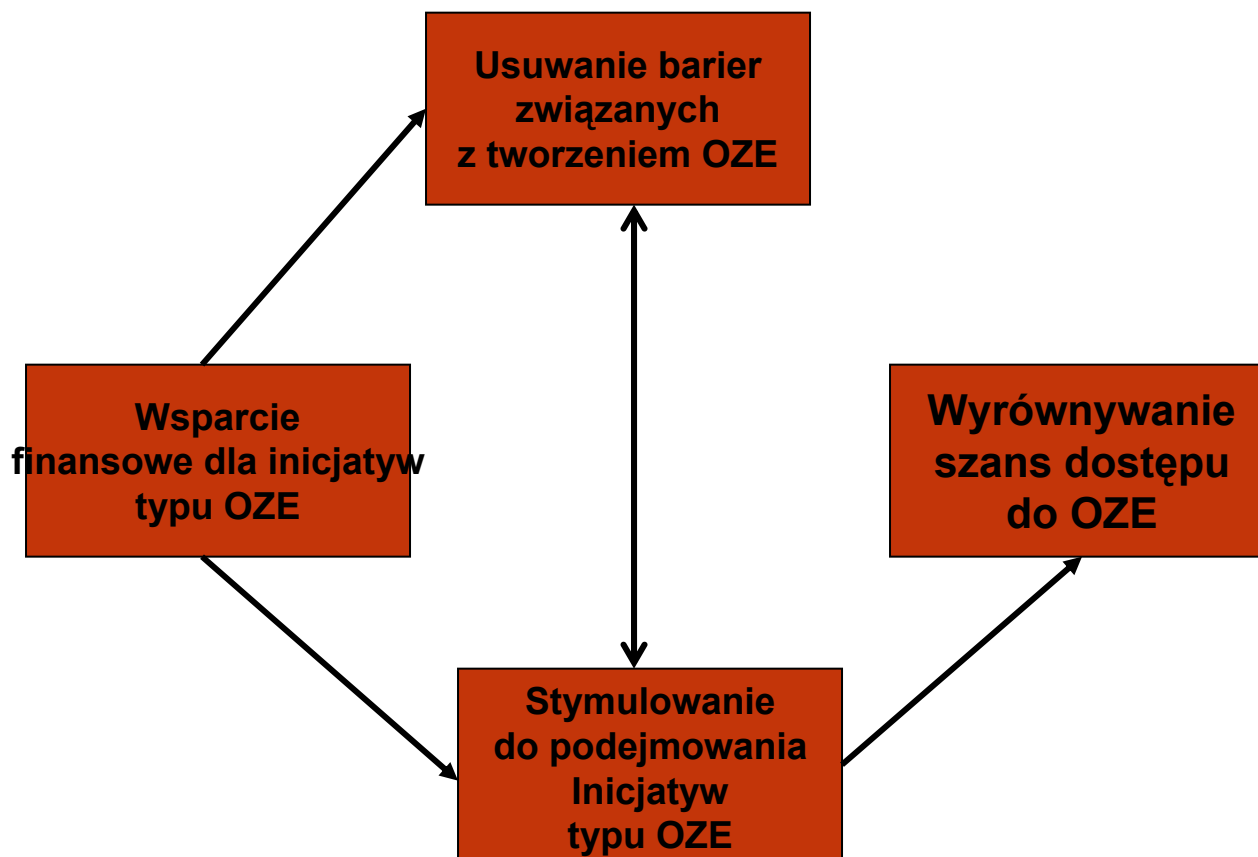 Usuwanie barier
związanych
z tworzeniem OZE
Wsparcie
finansowe dla inicjatyw
typu OZE
Wyrównywanie
szans dostępu
do OZE
Stymulowanie
do podejmowania
Inicjatyw
typu OZE